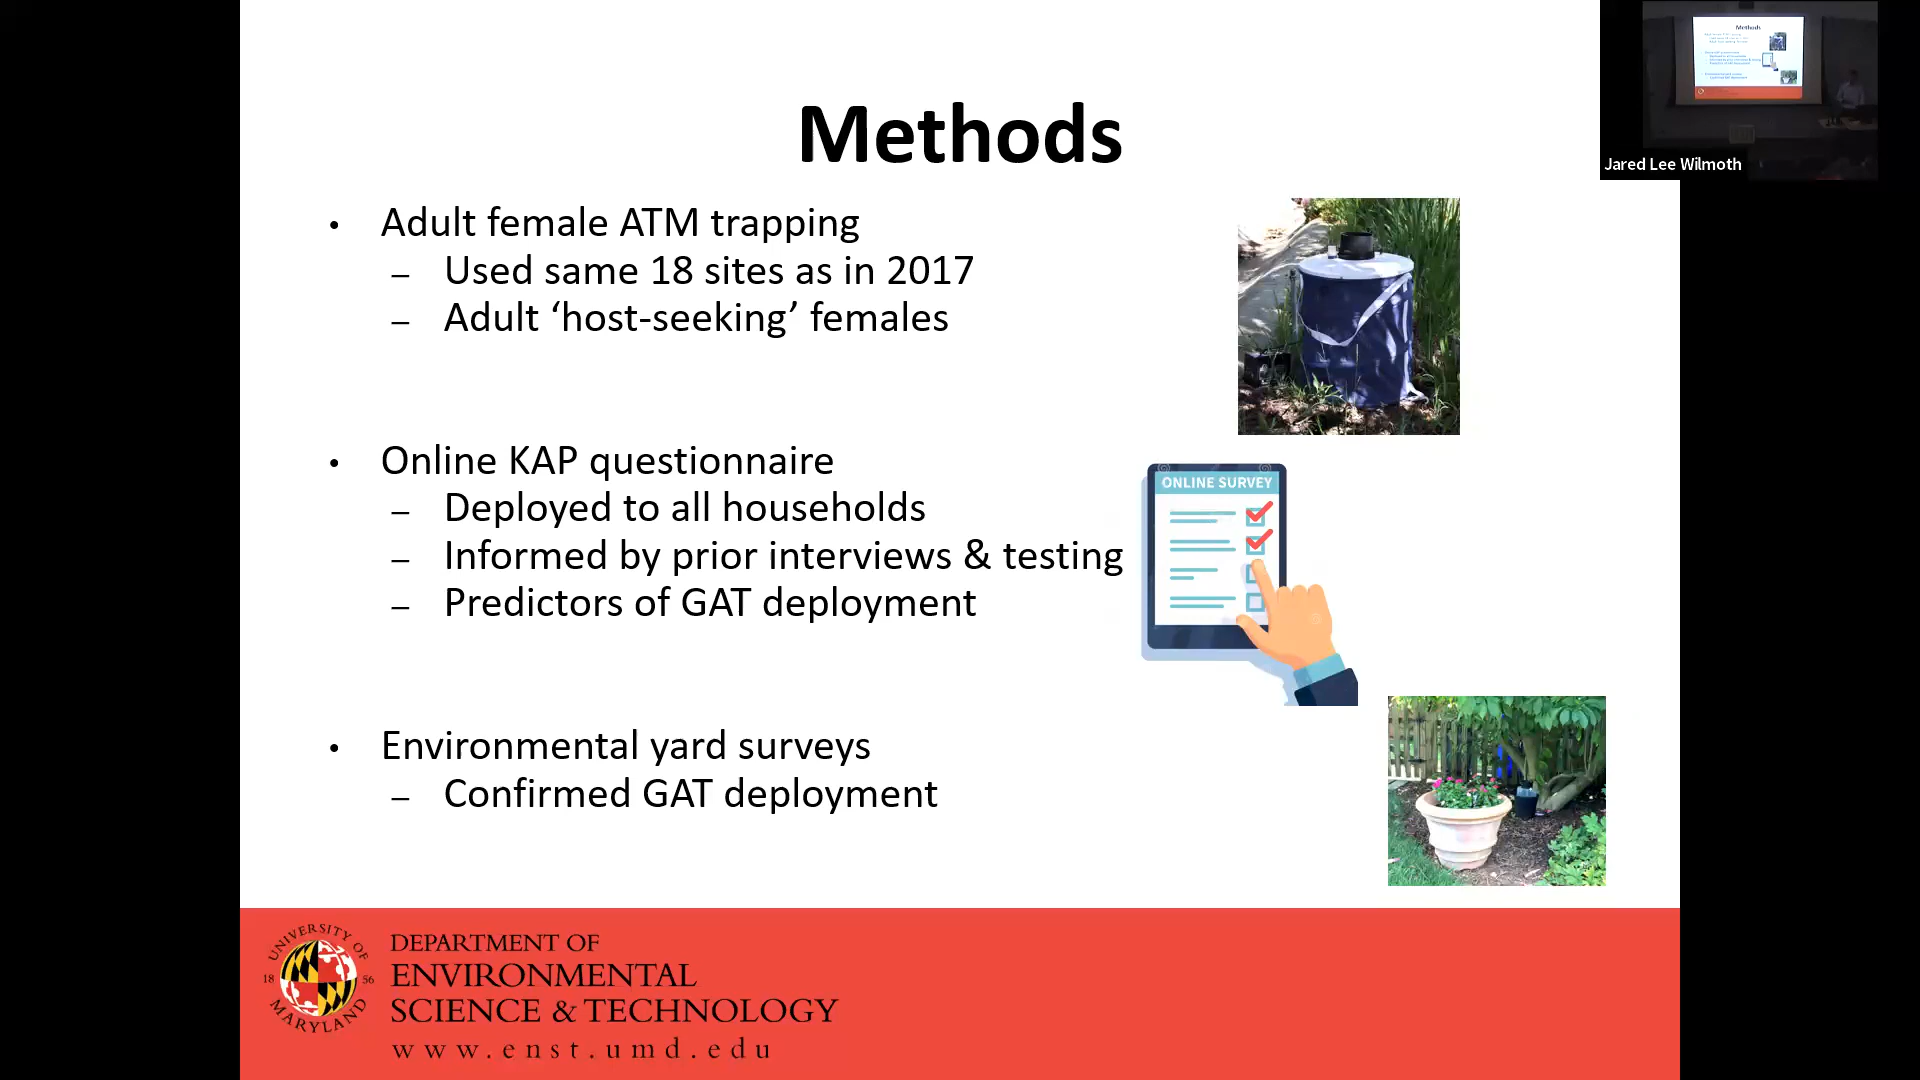 Methods
Jared Lee Wilmoth
• Adult female ATM trapping
– Used same 18 sites as in 2017
– Adult ‘host-seeking’ females
• Online KAP questionnaire
– Deployed to all households
– Informed by prior interviews & testing
– Predictors of GAT deployment
ONLINE SURVEY
• Environmental yard surveys
– Confirmed GAT deployment
UNIVERSITY OF
18 56
MARYLAND
DEPARTMENT OF
ENVIRONMENTAL
SCIENCE & TECHNOLOGY
www.enst.umd.edu